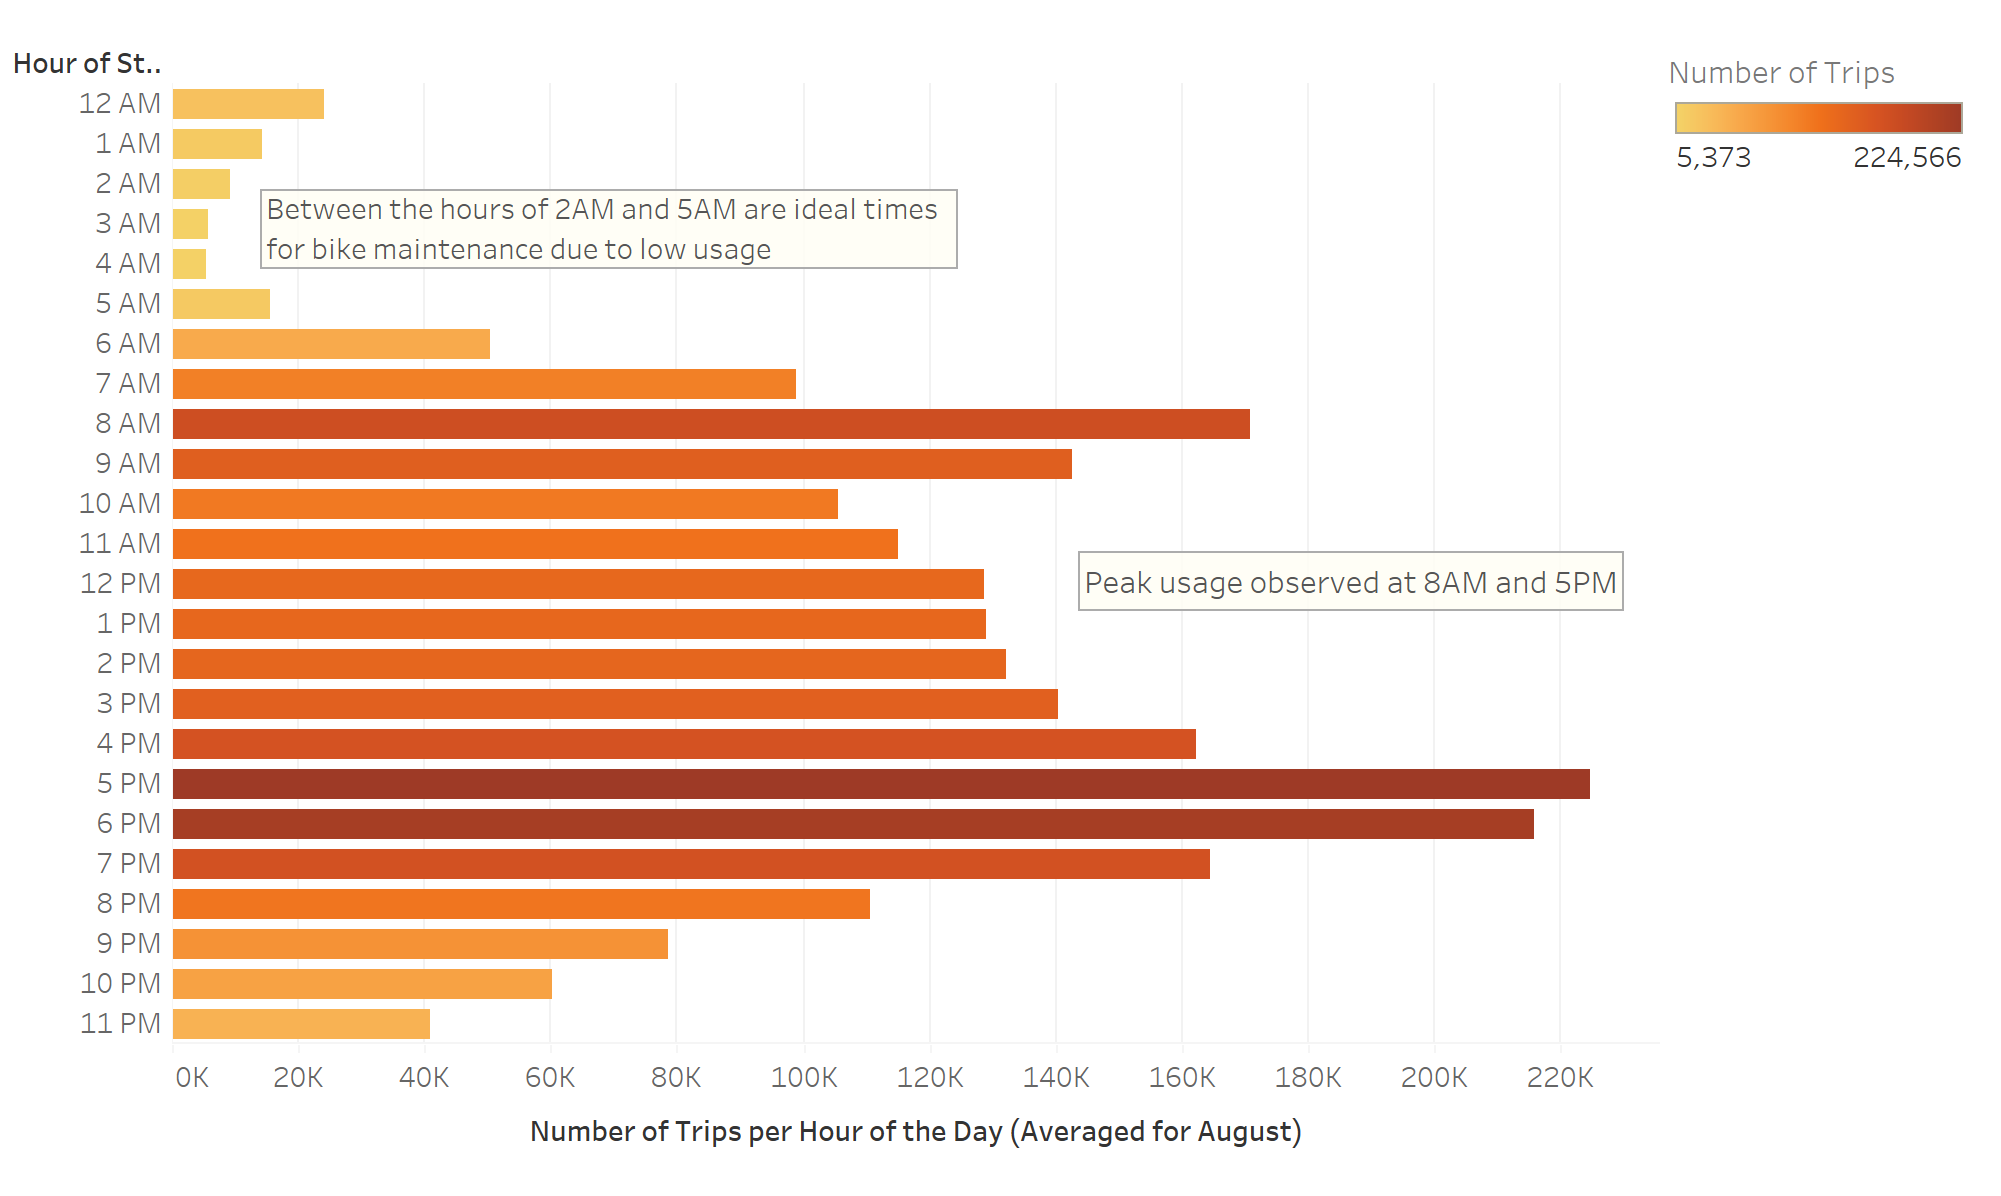 Hour of St..
Number of Trips
5,373 224,566
12 AM
1 AM
2 AM
3 AM
4 AM
5 AM
6 AM
7 AM
8 AM
9 AM
10 AM
11 AM
12 PM
1 PM
2 PM
3 PM
4 PM
5 PM
6 PM
7 PM
8 PM
9 PM
10 PM
11 PM
Between the hours of 2AM and 5AM are ideal times
for bike maintenance due to low usage
Peak usage observed at 8AM and 5PM
0K 20K 40K 60K 80K 100K 120K 140K 160K 180K 200K 220K
Number of Trips per Hour of the Day (Averaged for August)